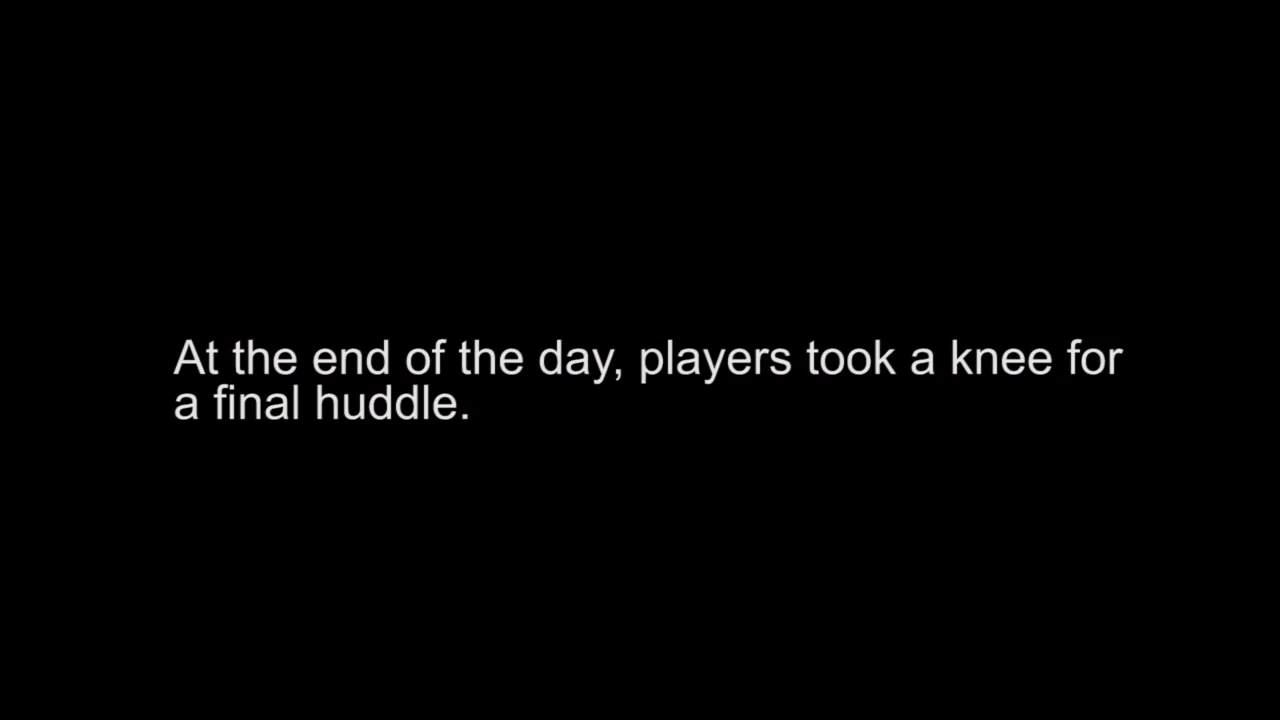 At the end of the day, players took a knee for
a final huddle.